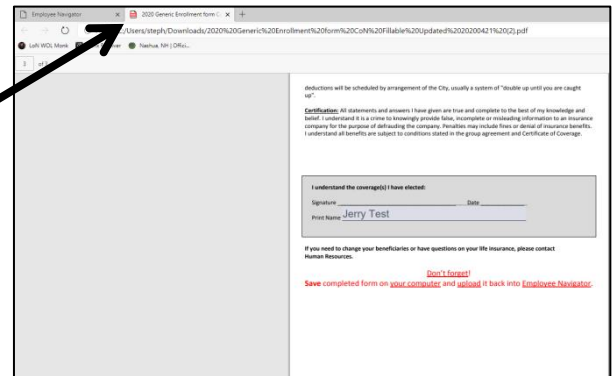 Employee Navigator
2020 Generic Enrollment form C
/Users/steph/Downloads/2020%20Generic%20Enrollment%20form%20CoN%20Fillable%20Updated%2020200421%20(2).pdf
Nashua, NH | Offici...
3 of
deductions will be scheduled by arrangement of the City, usually a system of "double up until you are caught
up".
Certification: All statements and answers I have given are true and complete to the best of my knowledge and
belief. I understand it is a crime to knowingly provide false, incomplete or misleading information to an insurance
company for the purpose of defrauding the company. Penalties may include fines or denial of insurance benefits.
I understand all benefits are subject to conditions stated in the group agreement and Certificate of Coverage.
I understand the coverage(s) I have elected:
Signature Date
Print Name Jerry Test
If you need to change your beneficiaries or have questions on your life insurance, please contact
Human Resources.
Don't forget!
Save completed form on your computer and upload it back into Employee Navigator.